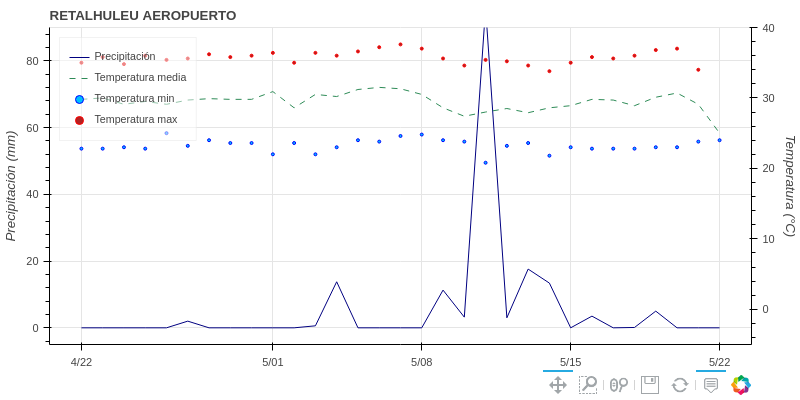 RETALHULEU AEROPUERTO
Precipitación
Temperatura media
Temperatura min
Temperatura max
80
60
40
20
0
Precipitación (mm)
40
30
20
10
0
Temperatura (°C)
4/22
5/01
5/08
5/15
5/22